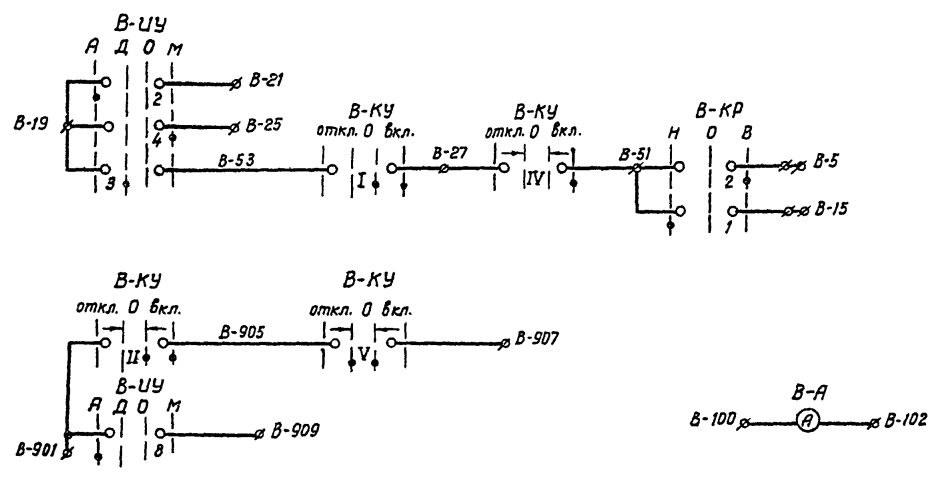 В-ИУ
А Д О М
В-21
2
В-19
В-25
4
В-53
3
В-КУ
откл. О вкл.
I
В-27
В-КУ
откл. О вкл.
IV
В-51
В-КР
Н О В
В-5
2
В-15
1
В-КУ
откл. О вкл.
II
В-905
В-КУ
откл. О вкл.
V
В-907
В-ИУ
А Д О М
В-901
8
В-909
В-А
В-100
А
В-102